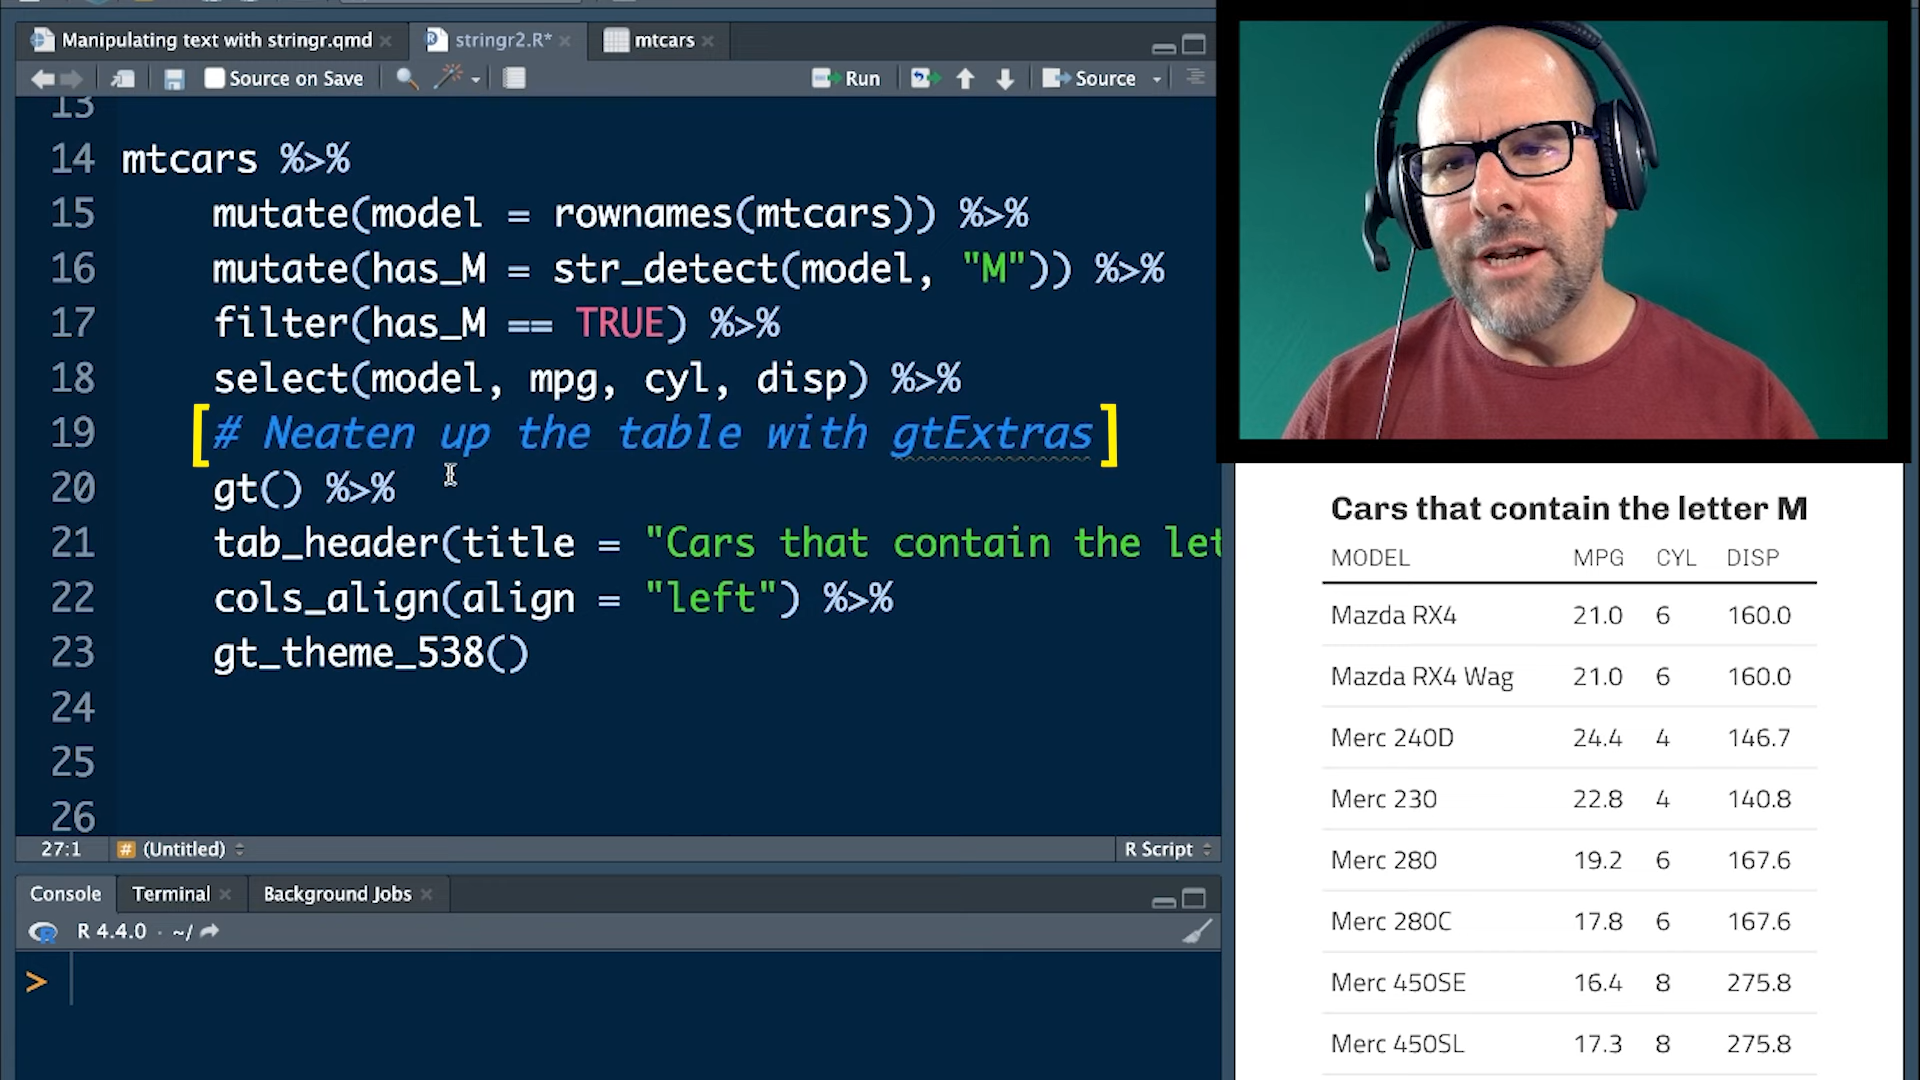 Manipulating text with stringr.qmd
stringr2.R*
mtcars
Source on Save
Run
Source
13
14 mtcars %>%
15 mutate(model = rownames(mtcars)) %>%
16 mutate(has_M = str_detect(model, "M")) %>%
17 filter(has_M == TRUE) %>%
18 select(model, mpg, cyl, disp) %>%
19 [# Neaten up the table with gtExtras]
20 gt() %>%
21 tab_header(title = "Cars that contain the let
22 cols_align(align = "left") %>%
23 gt_theme_538()
24
25
26
27:1 # (Untitled) R Script
Console Terminal Background Jobs
R 4.4.0 · ~/
>
Cars that contain the letter M
MODEL MPG CYL DISP
Mazda RX4 21.0 6 160.0
Mazda RX4 Wag 21.0 6 160.0
Merc 240D 24.4 4 146.7
Merc 230 22.8 4 140.8
Merc 280 19.2 6 167.6
Merc 280C 17.8 6 167.6
Merc 450SE 16.4 8 275.8
Merc 450SL 17.3 8 275.8